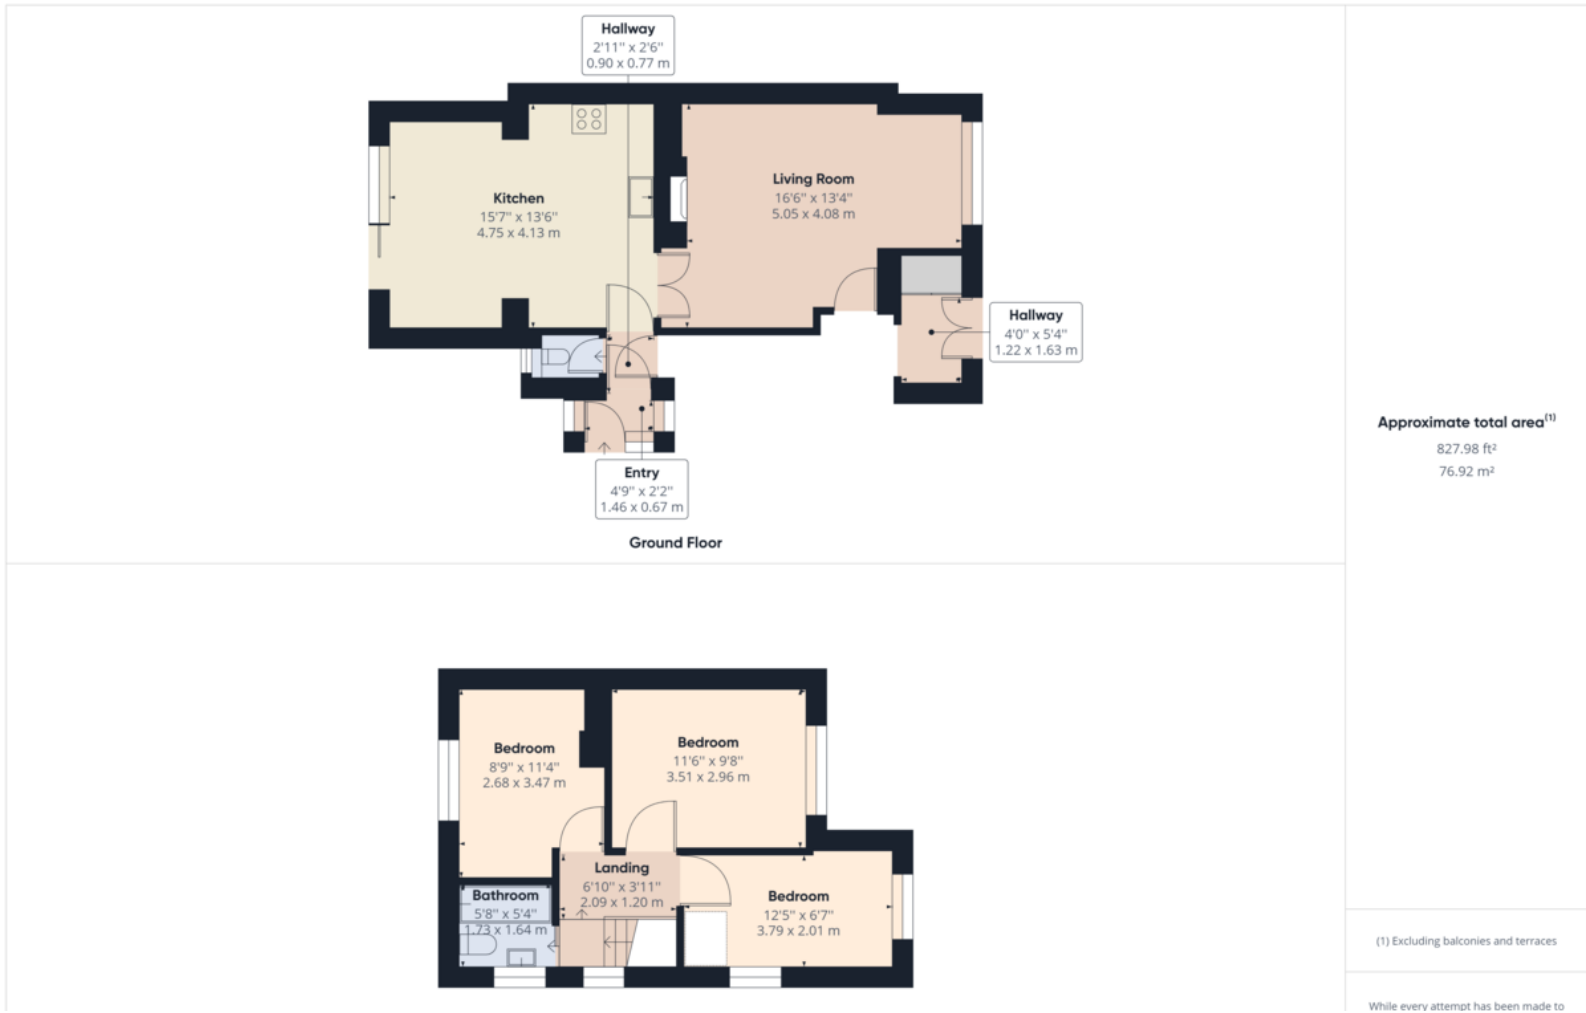 Hallway
2'11'' x 2'6''
0.90 x 0.77 m
Kitchen
15'7'' x 13'6''
4.75 x 4.13 m
Living Room
16'6'' x 13'4''
5.05 x 4.08 m
Hallway
4'0'' x 5'4''
1.22 x 1.63 m
Entry
4'9'' x 2'2''
1.46 x 0.67 m
Ground Floor
Approximate total area(1)
827.98 ft²
76.92 m²
Bedroom
8'9'' x 11'4''
2.68 x 3.47 m
Bedroom
11'6'' x 9'8''
3.51 x 2.96 m
Landing
6'10'' x 3'11''
2.09 x 1.20 m
Bathroom
5'8'' x 5'4''
1.73 x 1.64 m
Bedroom
12'5'' x 6'7''
3.79 x 2.01 m
(1) Excluding balconies and terraces
While every attempt has been made to